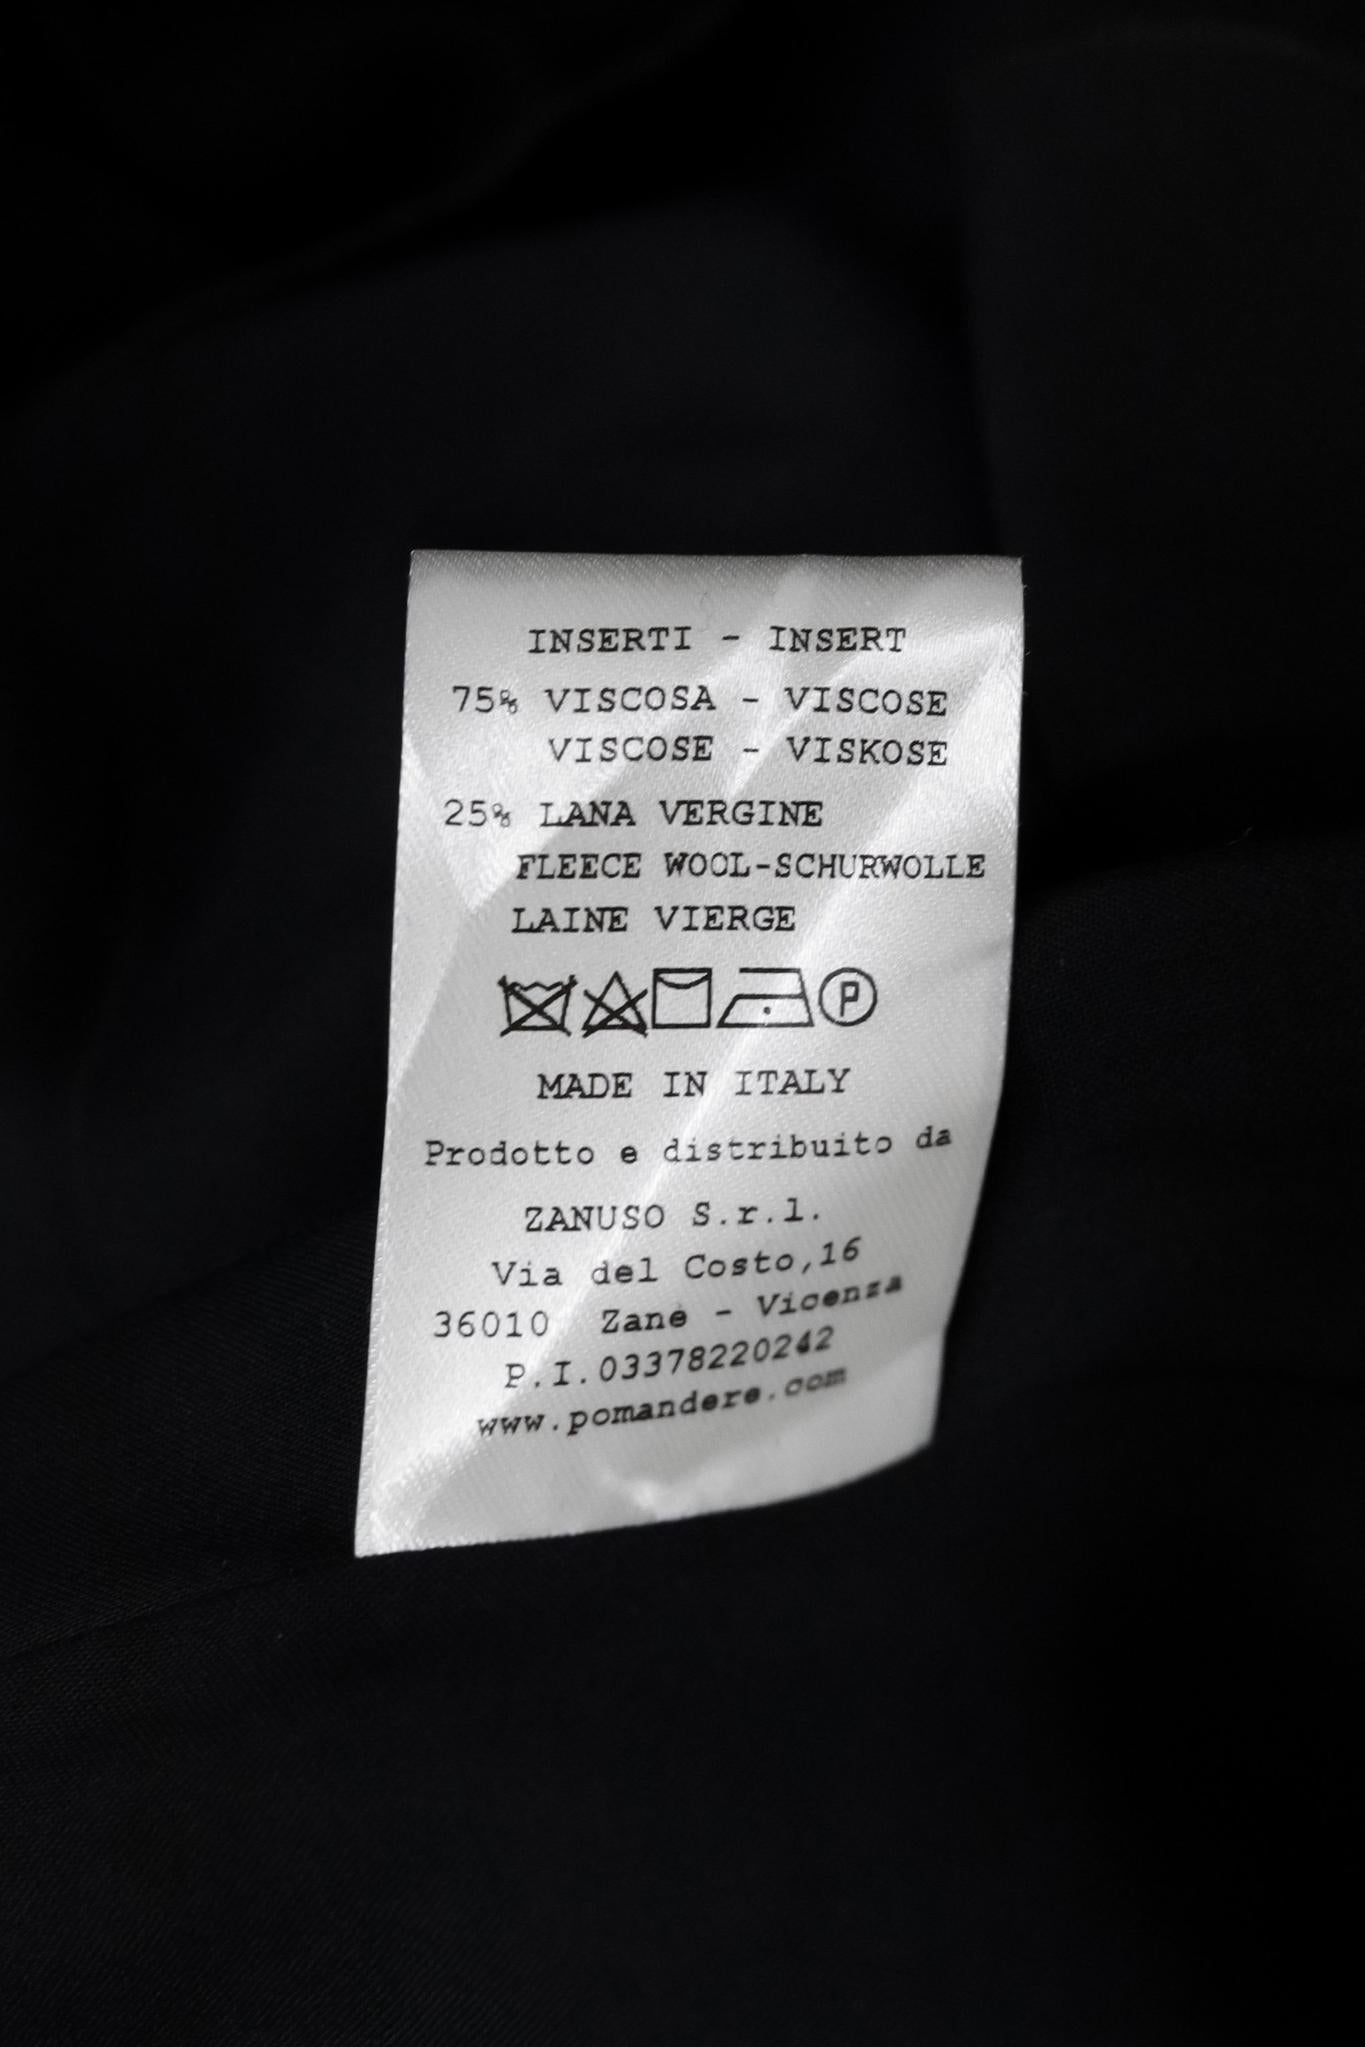 INSERTI - INSERT
75% VISCOSA - VISCOSE
VISCOSE - VISKOSE
25% LANA VERGINE
FLEECE WOOL-SCHURWOLLE
LAINE VIERGE
P
MADE IN ITALY
Prodotto e distribuito da
ZANUSO S.r.l.
Via del Costo,16
36010 Zane - Vicenza
P.I.03378220242
www.pomandere.com